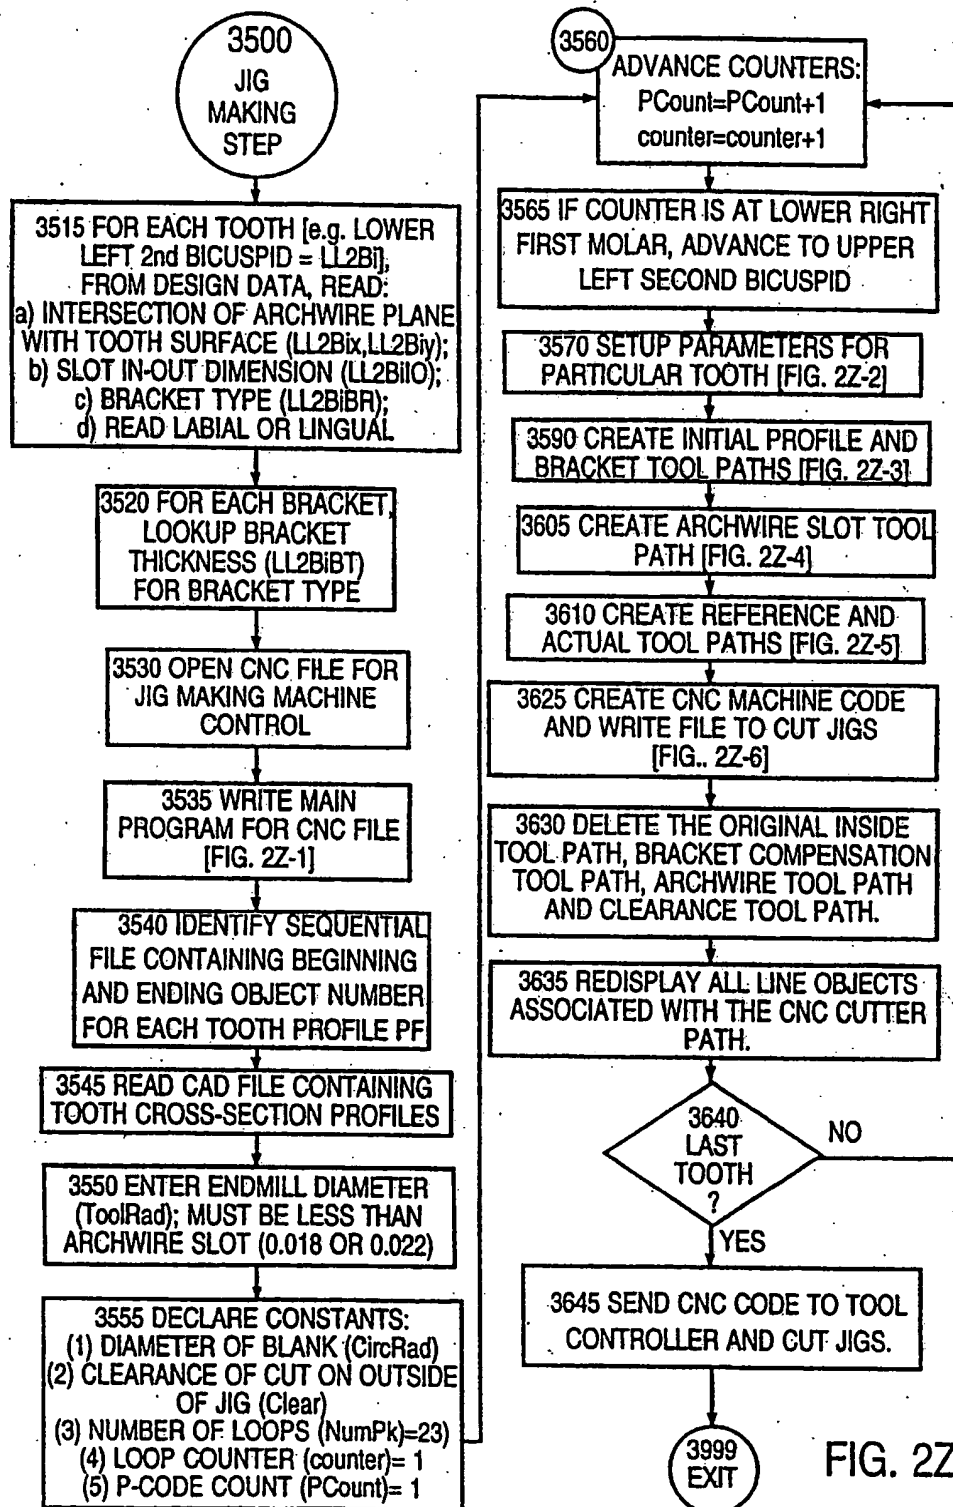 3500
JIG
MAKING
STEP
3515 FOR EACH TOOTH [e.g. LOWER
LEFT 2nd BICUSPID = LL2Bi],
FROM DESIGN DATA, READ:
a) INTERSECTION OF ARCHWIRE PLANE
WITH TOOTH SURFACE (LL2Bix,LL2Biy);
b) SLOT IN-OUT DIMENSION (LL2BiIO);
c) BRACKET TYPE (LL2BiBR);
d) READ LABIAL OR LINGUAL
3520 FOR EACH BRACKET,
LOOKUP BRACKET
THICKNESS (LL2BiBT)
FOR BRACKET TYPE
3530 OPEN CNC FILE FOR
JIG MAKING MACHINE
CONTROL
3535 WRITE MAIN
PROGRAM FOR CNC FILE
[FIG. 2Z-1]
3540 IDENTIFY SEQUENTIAL
FILE CONTAINING BEGINNING
AND ENDING OBJECT NUMBER
FOR EACH TOOTH PROFILE PF
3545 READ CAD FILE CONTAINING
TOOTH CROSS-SECTION PROFILES
3550 ENTER ENDMILL DIAMETER
(ToolRad); MUST BE LESS THAN
ARCHWIRE SLOT (0.018 OR 0.022)
3555 DECLARE CONSTANTS:
(1) DIAMETER OF BLANK (CircRad)
(2) CLEARANCE OF CUT ON OUTSIDE
OF JIG (Clear)
(3) NUMBER OF LOOPS (NumPk)=23)
(4) LOOP COUNTER (counter)= 1
(5) P-CODE COUNT (PCount)= 1
3560
ADVANCE COUNTERS:
PCount=PCount+1
counter=counter+1
3565 IF COUNTER IS AT LOWER RIGHT
FIRST MOLAR, ADVANCE TO UPPER
LEFT SECOND BICUSPID
3570 SETUP PARAMETERS FOR
PARTICULAR TOOTH [FIG. 2Z-2]
3590 CREATE INITIAL PROFILE AND
BRACKET TOOL PATHS [FIG. 2Z-3]
3605 CREATE ARCHWIRE SLOT TOOL
PATH [FIG. 2Z-4]
3610 CREATE REFERENCE AND
ACTUAL TOOL PATHS [FIG. 2Z-5]
3625 CREATE CNC MACHINE CODE
AND WRITE FILE TO CUT JIGS
[FIG.. 2Z-6]
3630 DELETE THE ORIGINAL INSIDE
TOOL PATH, BRACKET COMPENSATION
TOOL PATH, ARCHWIRE TOOL PATH
AND CLEARANCE TOOL PATH.
3635 REDISPLAY ALL LINE OBJECTS
ASSOCIATED WITH THE CNC CUTTER
PATH.
3640
LAST
TOOTH
?
NO
YES
3645 SEND CNC CODE TO TOOL
CONTROLLER AND CUT JIGS.
3999
EXIT
FIG. 2Z